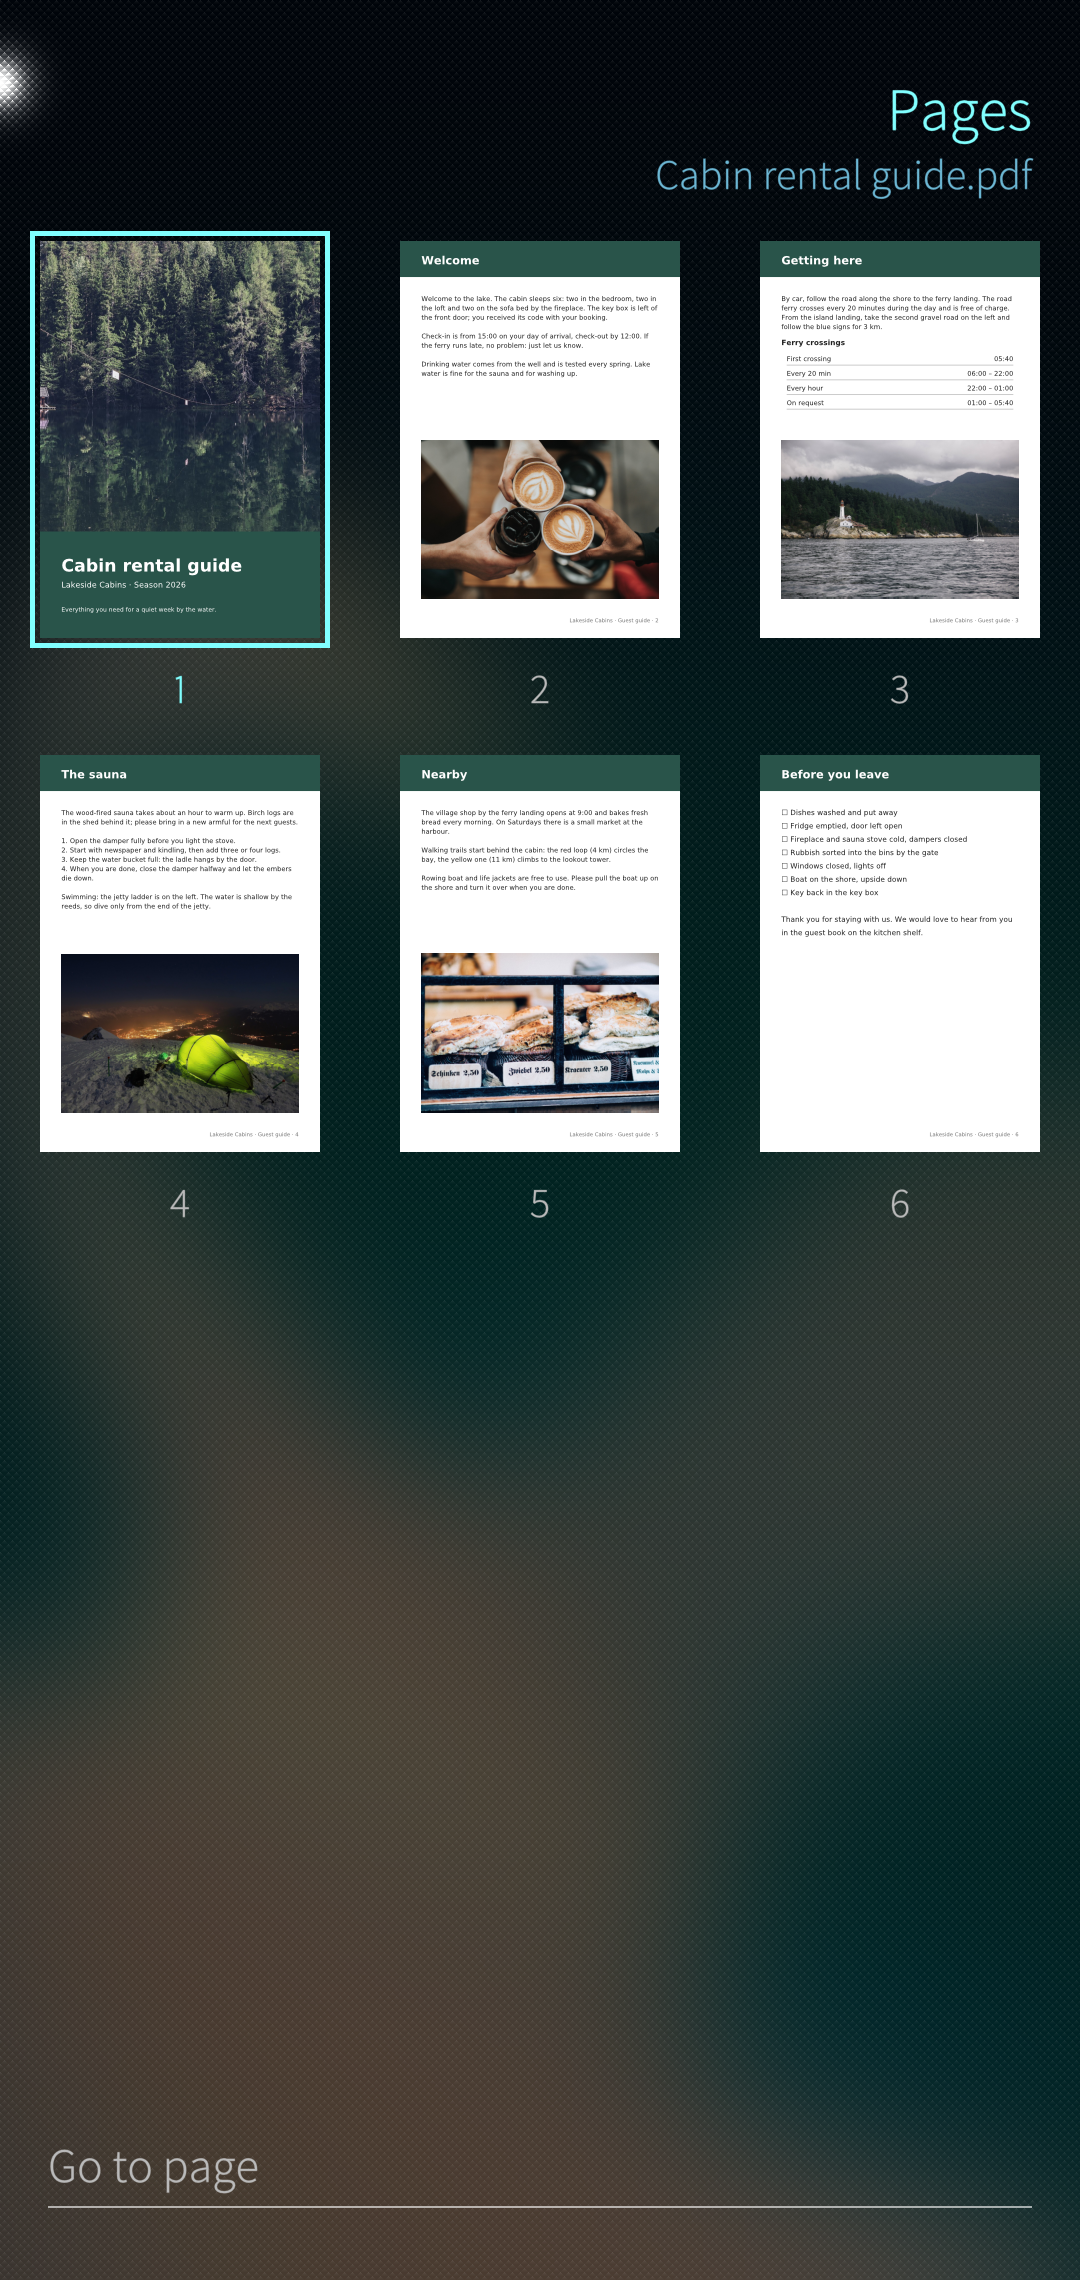 Pages
Cabin rental guide.pdf
Cabin rental guide
Lakeside Cabins · Season 2026
Everything you need for a quiet week by the water.
1
Welcome
Welcome to the lake. The cabin sleeps six: two in the bedroom, two in
the loft and two on the sofa bed by the fireplace. The key box is left of
the front door; you received its code with your booking.
Check-in is from 15:00 on your day of arrival, check-out by 12:00. If
the ferry runs late, no problem: just let us know.
Drinking water comes from the well and is tested every spring. Lake
water is fine for the sauna and for washing up.
Lakeside Cabins · Guest guide · 2
2
Getting here
By car, follow the road along the shore to the ferry landing. The road
ferry crosses every 20 minutes during the day and is free of charge.
From the island landing, take the second gravel road on the left and
follow the blue signs for 3 km.
Ferry crossings
First crossing 05:40
Every 20 min 06:00 – 22:00
Every hour 22:00 – 01:00
On request 01:00 – 05:40
Lakeside Cabins · Guest guide · 3
3
The sauna
The wood-fired sauna takes about an hour to warm up. Birch logs are
in the shed behind it; please bring in a new armful for the next guests.
1. Open the damper fully before you light the stove.
2. Start with newspaper and kindling, then add three or four logs.
3. Keep the water bucket full: the ladle hangs by the door.
4. When you are done, close the damper halfway and let the embers
die down.
Swimming: the jetty ladder is on the left. The water is shallow by the
reeds, so dive only from the end of the jetty.
Lakeside Cabins · Guest guide · 4
4
Nearby
The village shop by the ferry landing opens at 9:00 and bakes fresh
bread every morning. On Saturdays there is a small market at the
harbour.
Walking trails start behind the cabin: the red loop (4 km) circles the
bay, the yellow one (11 km) climbs to the lookout tower.
Rowing boat and life jackets are free to use. Please pull the boat up on
the shore and turn it over when you are done.
Schinken 2,50
Zwiebel 2.50
Kraeuter 2,50
Lakeside Cabins · Guest guide · 5
5
Before you leave
☐ Dishes washed and put away
☐ Fridge emptied, door left open
☐ Fireplace and sauna stove cold, dampers closed
☐ Rubbish sorted into the bins by the gate
☐ Windows closed, lights off
☐ Boat on the shore, upside down
☐ Key back in the key box
Thank you for staying with us. We would love to hear from you
in the guest book on the kitchen shelf.
Lakeside Cabins · Guest guide · 6
6
Go to page